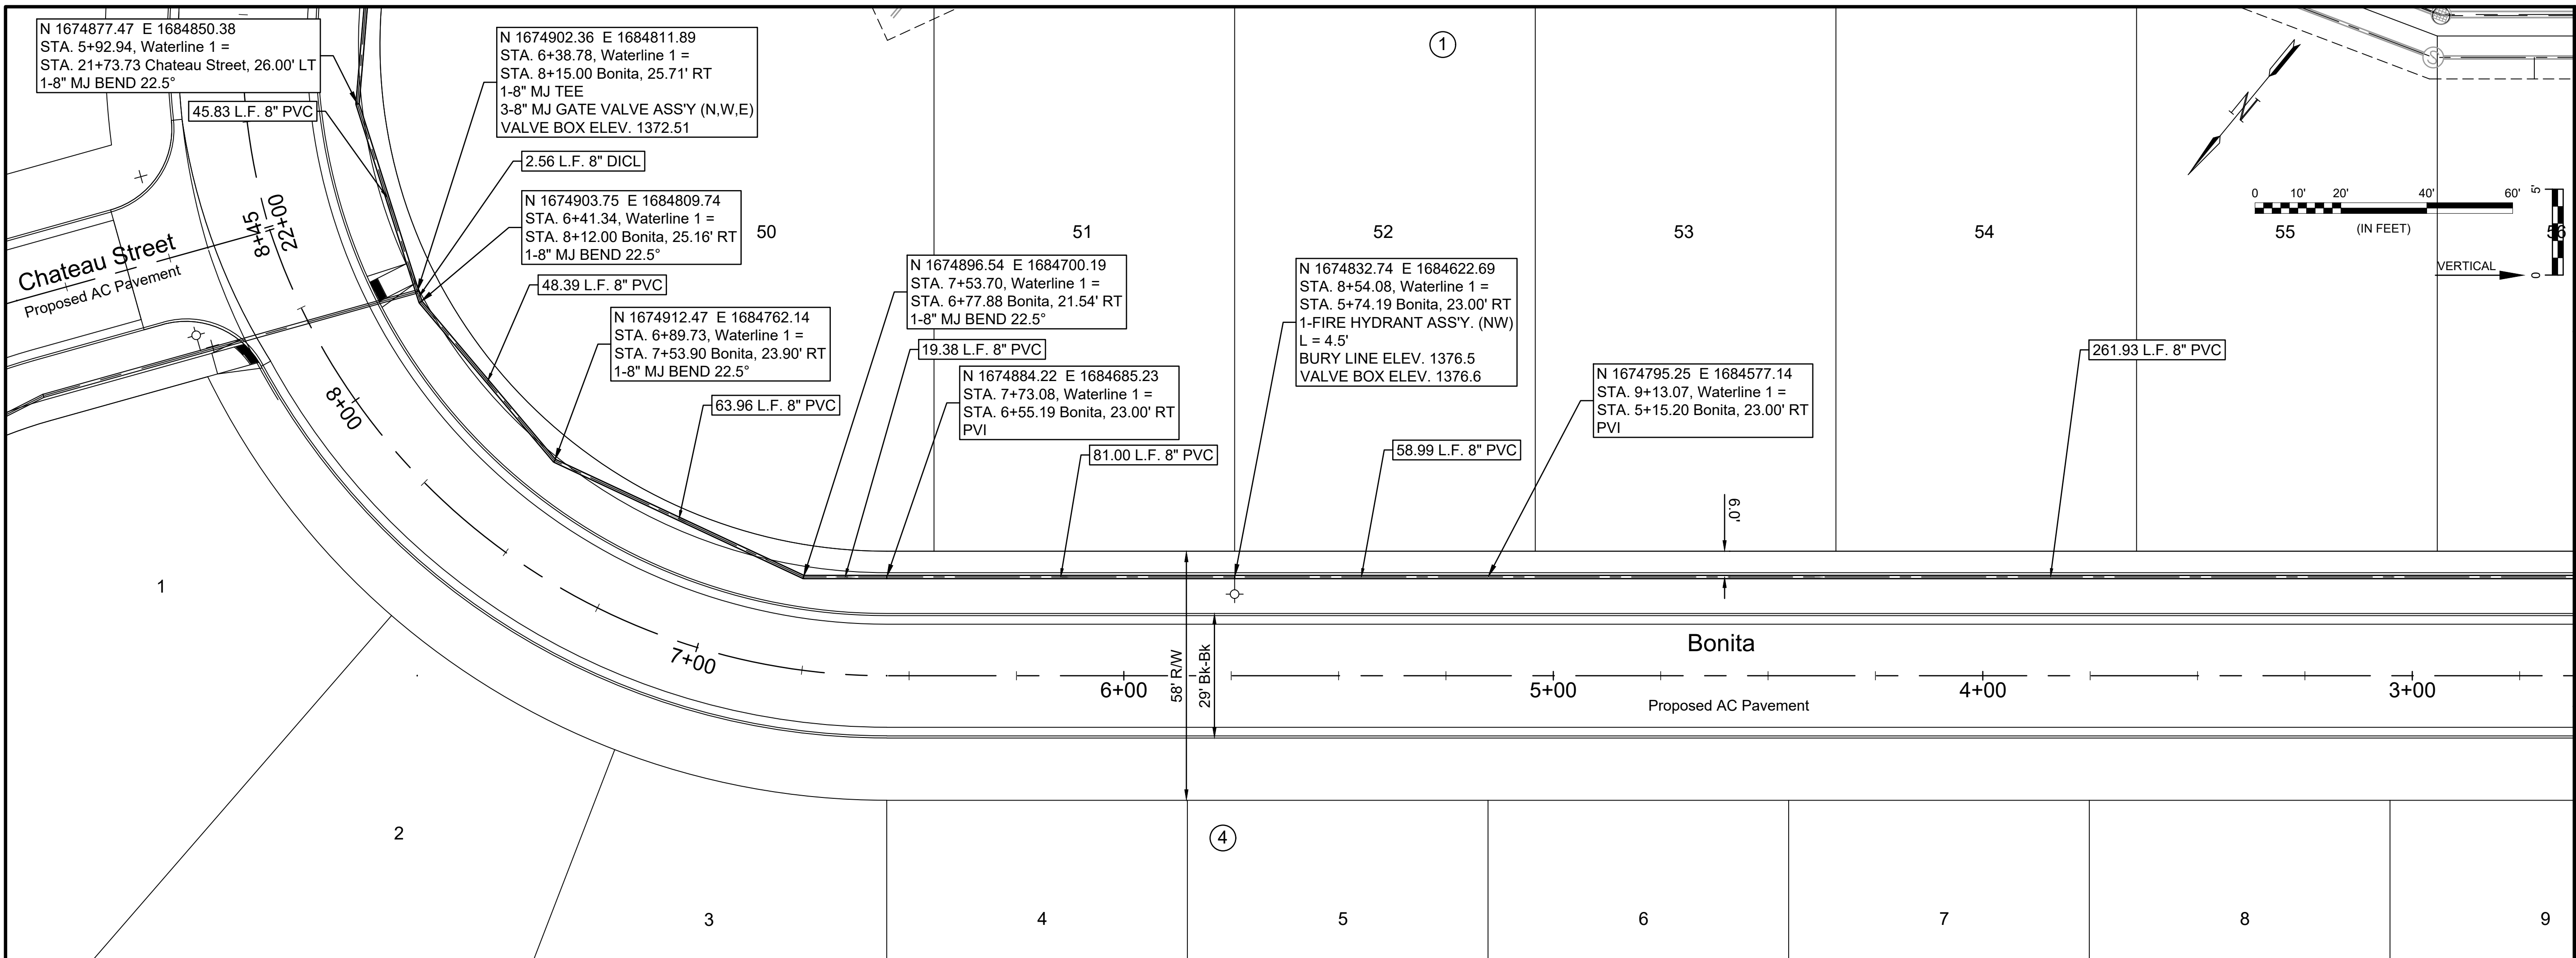 N 1674877.47 E 1684850.38
STA. 5+92.94, Waterline 1 =
STA. 21+73.73 Chateau Street, 26.00' LT
1-8" MJ BEND 22.5°
45.83 L.F. 8" PVC
N 1674902.36 E 1684811.89
STA. 6+38.78, Waterline 1 =
STA. 8+15.00 Bonita, 25.71' RT
1-8" MJ TEE
3-8" MJ GATE VALVE ASS'Y (N,W,E)
VALVE BOX ELEV. 1372.51
2.56 L.F. 8" DICL
N 1674903.75 E 1684809.74
STA. 6+41.34, Waterline 1 =
STA. 8+12.00 Bonita, 25.16' RT
1-8" MJ BEND 22.5°
48.39 L.F. 8" PVC
N 1674912.47 E 1684762.14
STA. 6+89.73, Waterline 1 =
STA. 7+53.90 Bonita, 23.90' RT
1-8" MJ BEND 22.5°
63.96 L.F. 8" PVC
N 1674896.54 E 1684700.19
STA. 7+53.70, Waterline 1 =
STA. 6+77.88 Bonita, 21.54' RT
1-8" MJ BEND 22.5°
19.38 L.F. 8" PVC
N 1674884.22 E 1684685.23
STA. 7+73.08, Waterline 1 =
STA. 6+55.19 Bonita, 23.00' RT
PVI
81.00 L.F. 8" PVC
N 1674832.74 E 1684622.69
STA. 8+54.08, Waterline 1 =
STA. 5+74.19 Bonita, 23.00' RT
1-FIRE HYDRANT ASS'Y. (NW)
L = 4.5'
BURY LINE ELEV. 1376.5
VALVE BOX ELEV. 1376.6
58.99 L.F. 8" PVC
N 1674795.25 E 1684577.14
STA. 9+13.07, Waterline 1 =
STA. 5+15.20 Bonita, 23.00' RT
PVI
261.93 L.F. 8" PVC
1
50
51
52
53
54
55
56
N
S
0 10' 20' 40' 60'
(IN FEET)
5'
0
VERTICAL
6.0'
Chateau Street
Proposed AC Pavement
8+45
22+00
8+00
7+00
6+00
5+00
4+00
3+00
58' R/W
29' Bk-Bk
Bonita
Proposed AC Pavement
1
2
3
4
4
5
6
7
8
9